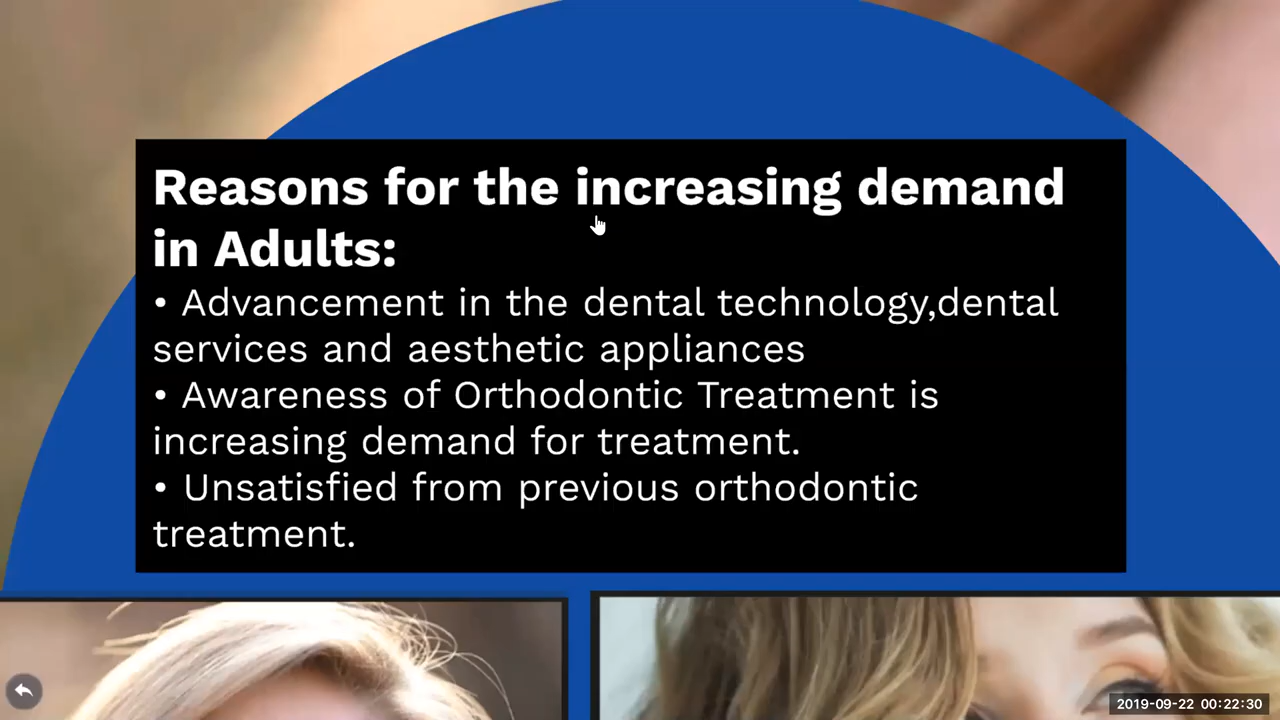 Reasons for the increasing demand
in Adults:
• Advancement in the dental technology,dental
services and aesthetic appliances
• Awareness of Orthodontic Treatment is
increasing demand for treatment.
• Unsatisfied from previous orthodontic
treatment.
2019-09-22 00:22:30